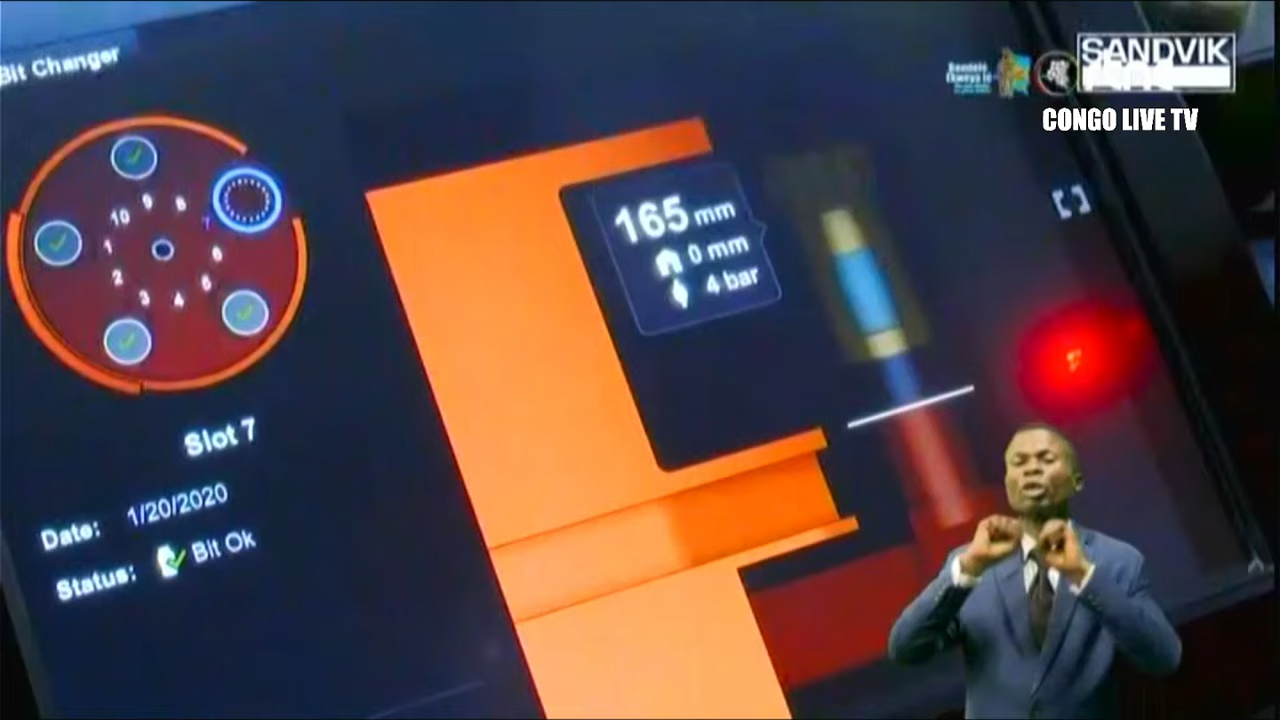 Bit Changer
SANDVIK
CONGO LIVE TV
10
9
8
7
1
6
2
5
3
4
165 mm
0 mm
4 bar
Slot 7
Date: 1/20/2020
Status: Bit Ok